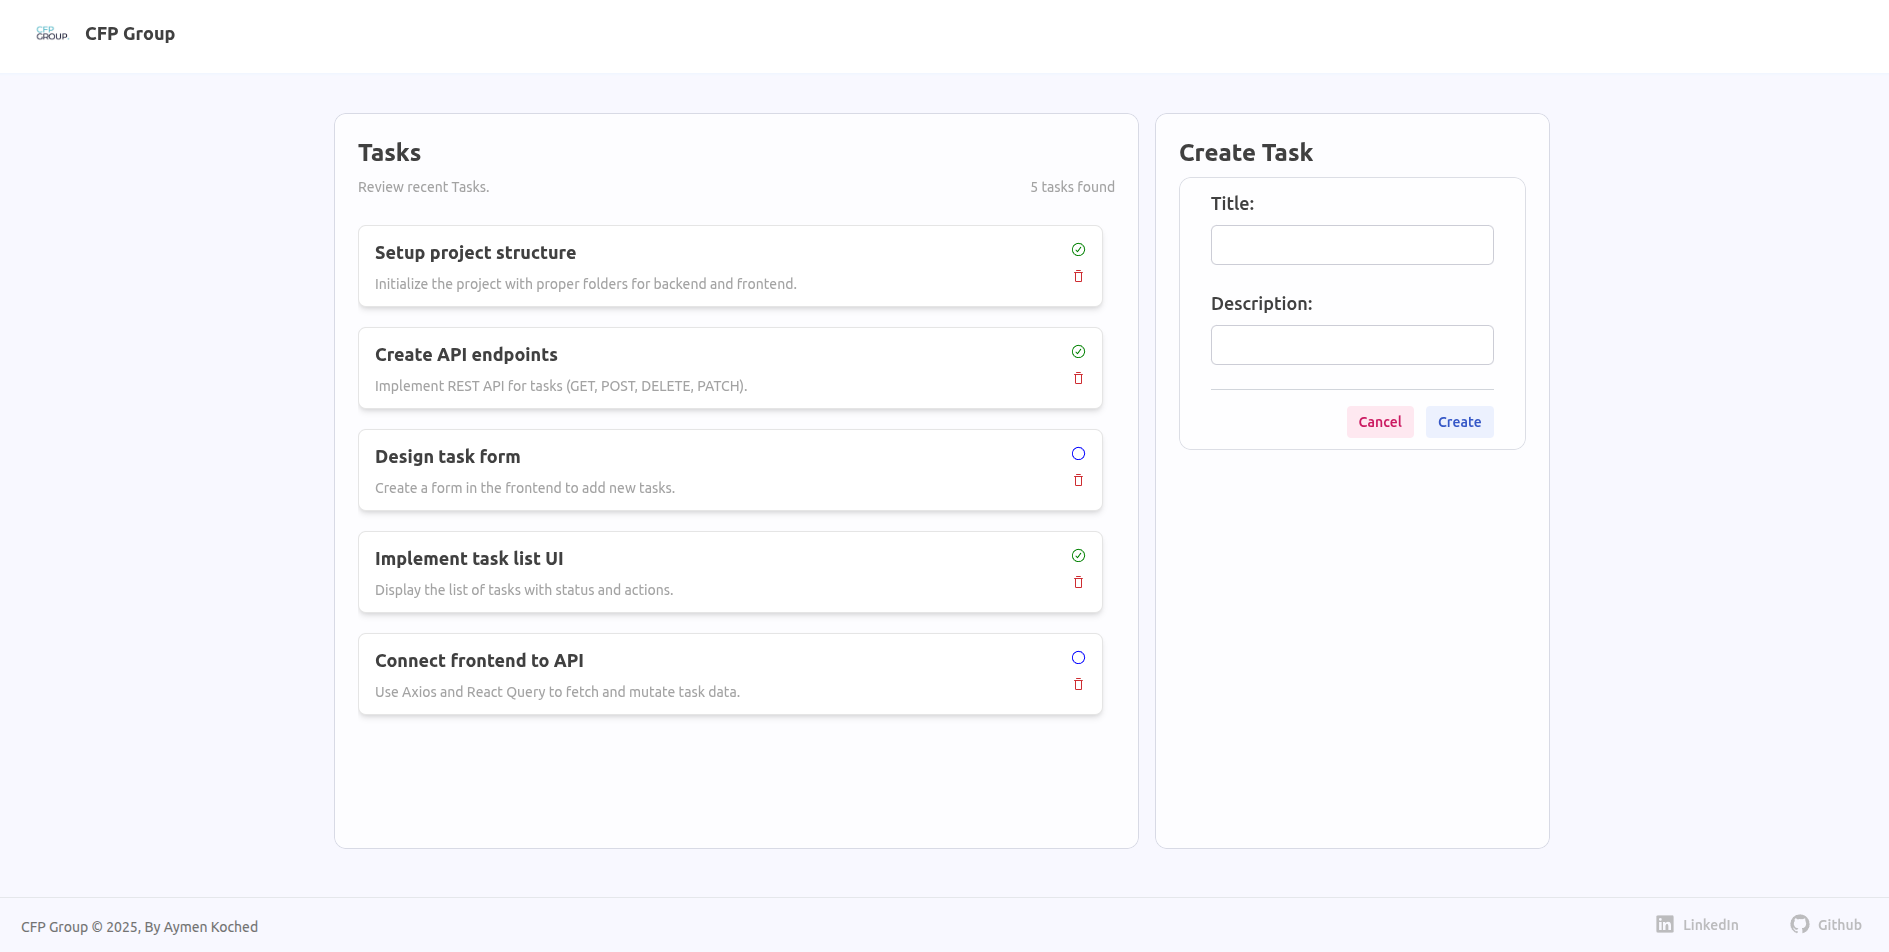 CFP
GROUP.
CFP Group
Tasks
Review recent Tasks.
5 tasks found
Setup project structure
Initialize the project with proper folders for backend and frontend.
Create API endpoints
Implement REST API for tasks (GET, POST, DELETE, PATCH).
Design task form
Create a form in the frontend to add new tasks.
Implement task list UI
Display the list of tasks with status and actions.
Connect frontend to API
Use Axios and React Query to fetch and mutate task data.
Create Task
Title:
Description:
Cancel
Create
CFP Group © 2025, By Aymen Koched
LinkedIn
Github